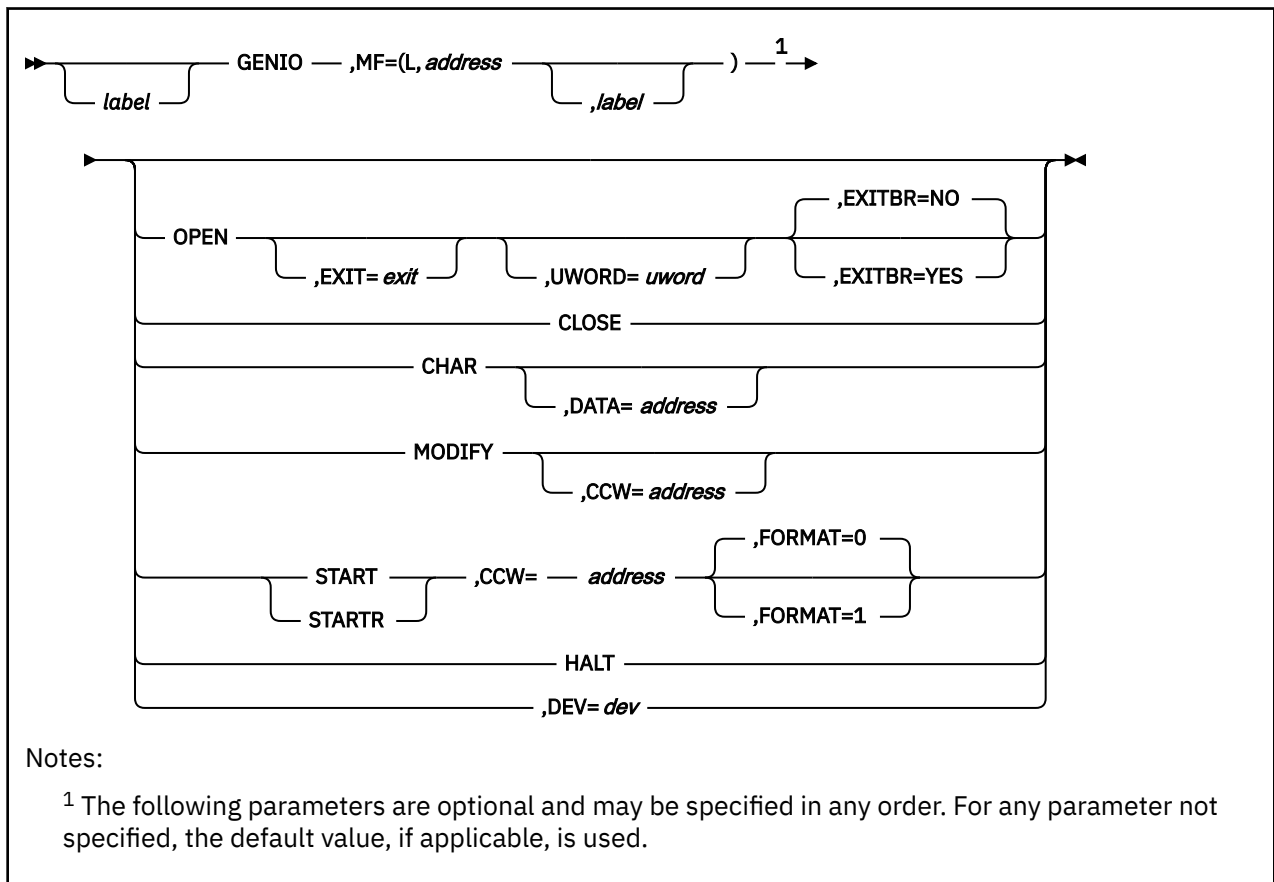 GENIO ,MF=(L, address ) 1
label ,label
,EXITBR=NO
OPEN
,EXIT= exit ,UWORD= uword ,EXITBR=YES
CLOSE
CHAR
,DATA= address
MODIFY
,CCW= address
,FORMAT=0
START ,CCW= address
STARTR ,FORMAT=1
HALT
,DEV= dev
Notes:
1 The following parameters are optional and may be specified in any order. For any parameter not
specified, the default value, if applicable, is used.